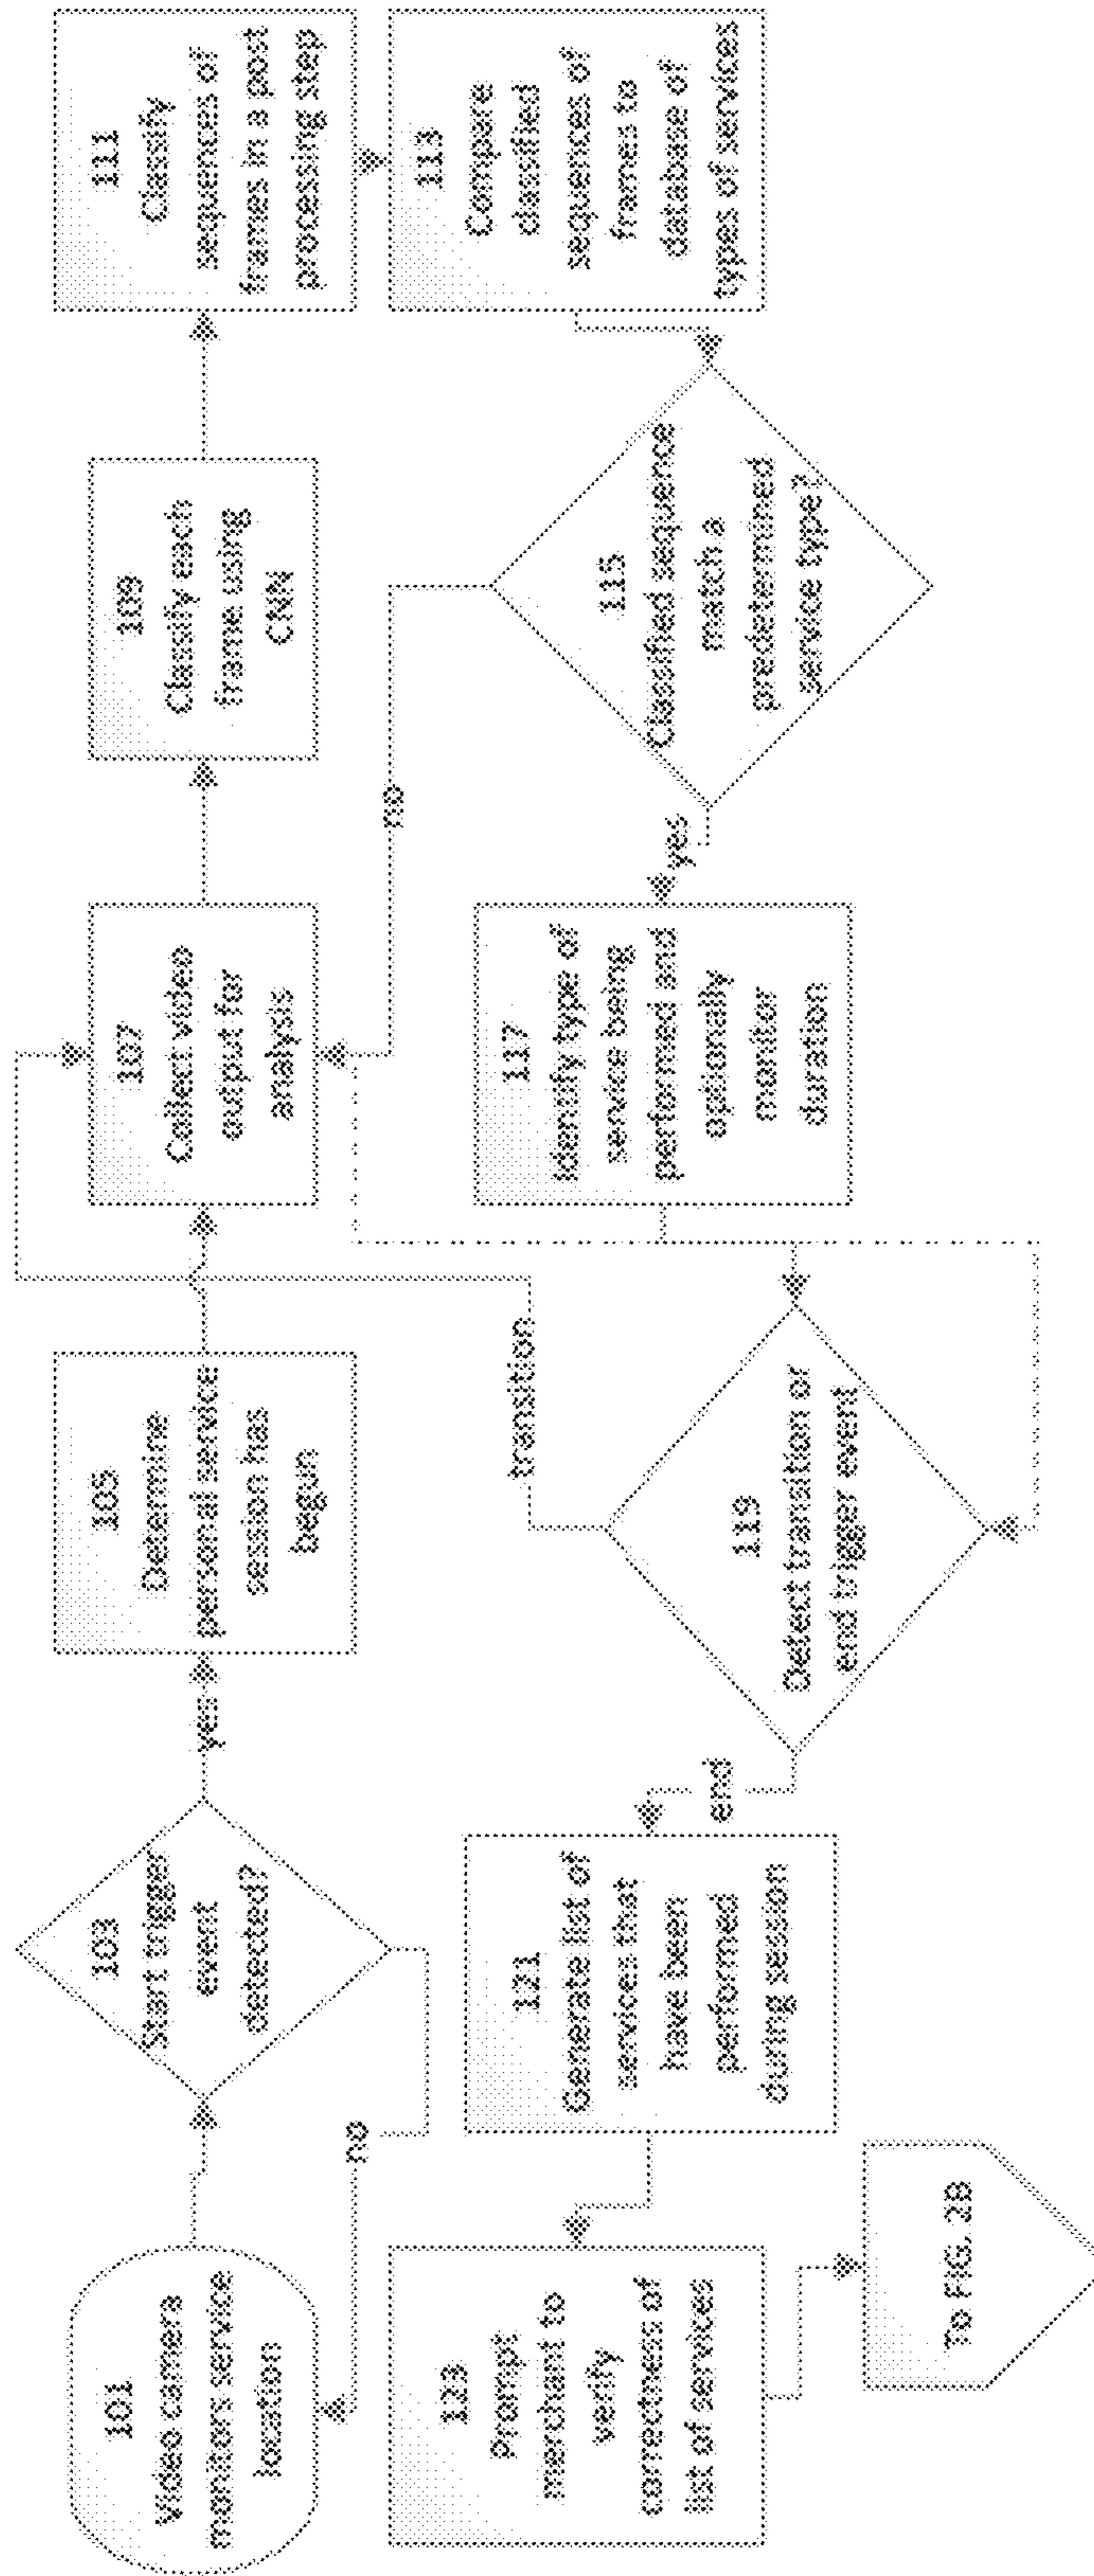 101
Video camera
monitors service
location
103
Start trigger
event
detected?
yes
no
105
Determine
personal service
session has
begun
107
Collect video
output for
analysis
109
Classify each
frame using
CNN
111
Classify
sequences of
frames in a post
processing step
113
Compare
classified
sequences of
frames to
database of
types of services
115
Classified sequence
match a
predetermined
service type?
no
yes
117
Identify type of
service being
performed and
optionally
monitor
duration
119
Detect transition or
end trigger event
transition
end
121
Generate list of
services that
have been
performed
during session
123
Prompt
merchant to
verify
correctness of
list of services
To FIG. 2B